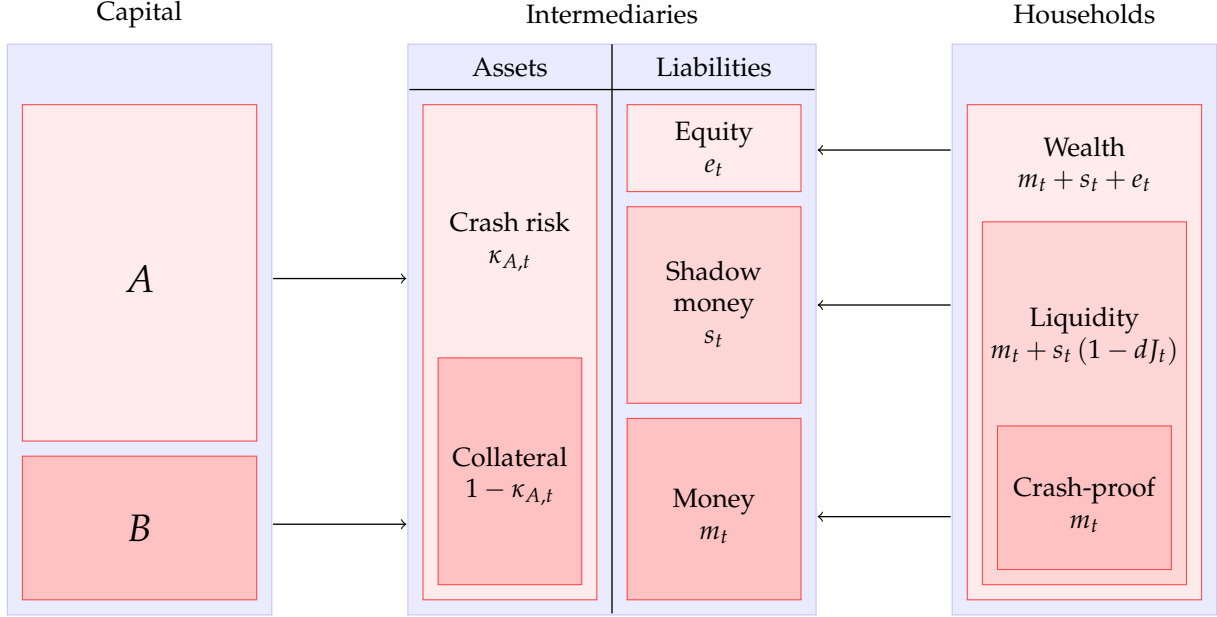 Capital
Intermediaries
Households
Assets
Liabilities
A
B
Crash risk
κ_{A,t}
Collateral
1 − κ_{A,t}
Equity
e_t
Shadow
money
s_t
Money
m_t
Wealth
m_t + s_t + e_t
Liquidity
m_t + s_t (1 − dJ_t)
Crash-proof
m_t